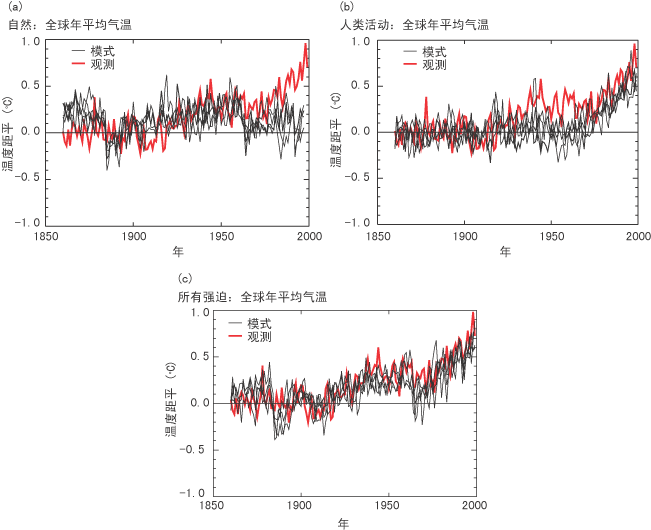 (a)
自然：全球年平均气温
1.0
0.5
0.0
-0.5
-1.0
温度距平 (°C)
模式
观测
1850
1900
1950
2000
年
(b)
人类活动：全球年平均气温
1.0
0.5
0.0
-0.5
-1.0
温度距平 (°C)
模式
观测
1850
1900
1950
2000
年
(c)
所有强迫：全球年平均气温
1.0
0.5
0.0
-0.5
-1.0
温度距平 (°C)
模式
观测
1850
1900
1950
2000
年